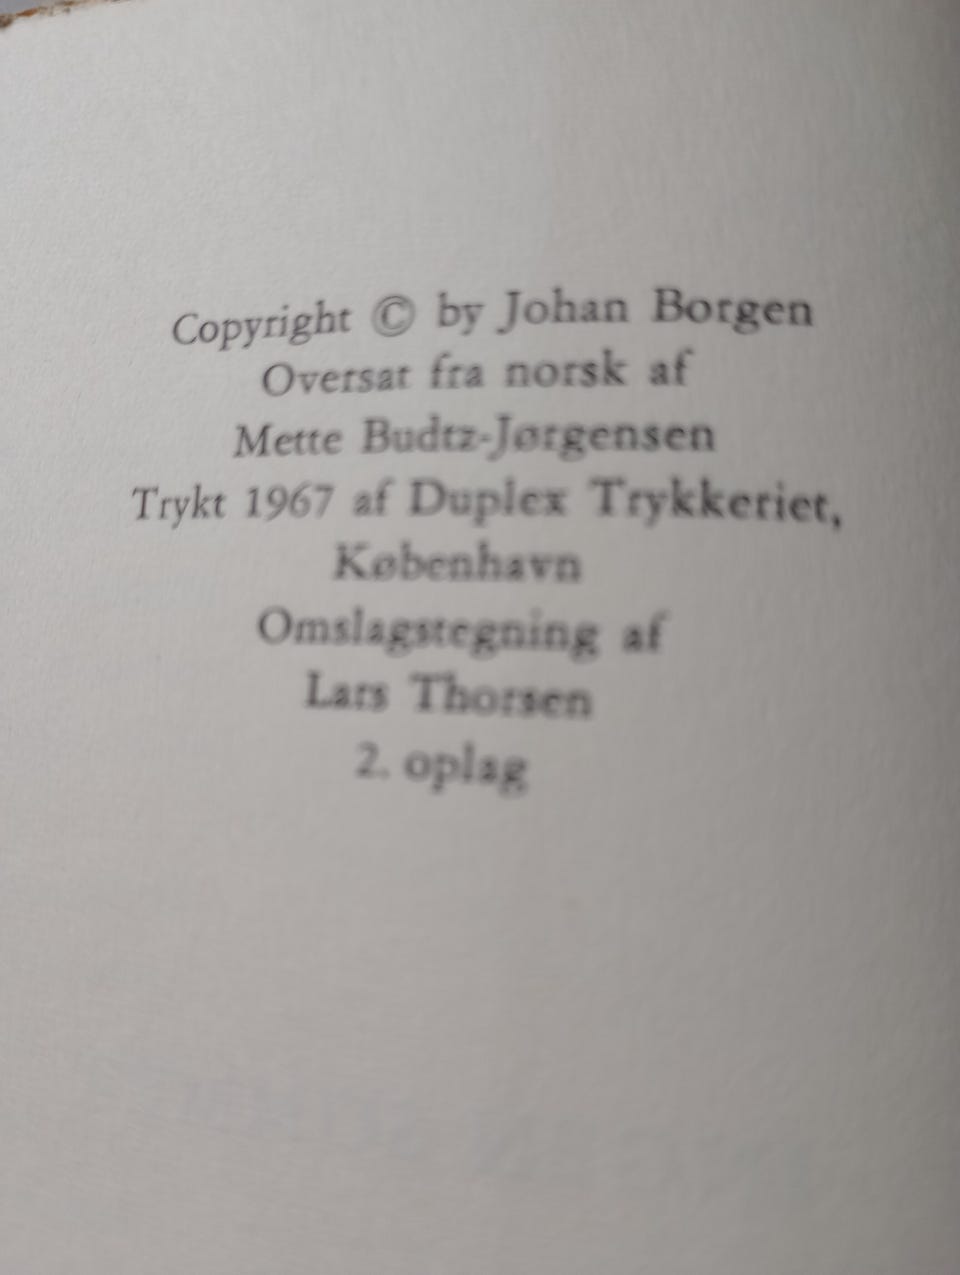 Copyright © by Johan Borgen
Oversat fra norsk af
Mette Budtz-Jørgensen
Trykt 1967 af Duplex Trykkeriet,
København
Omslagstegning af
Lars Thorsen
2. oplag